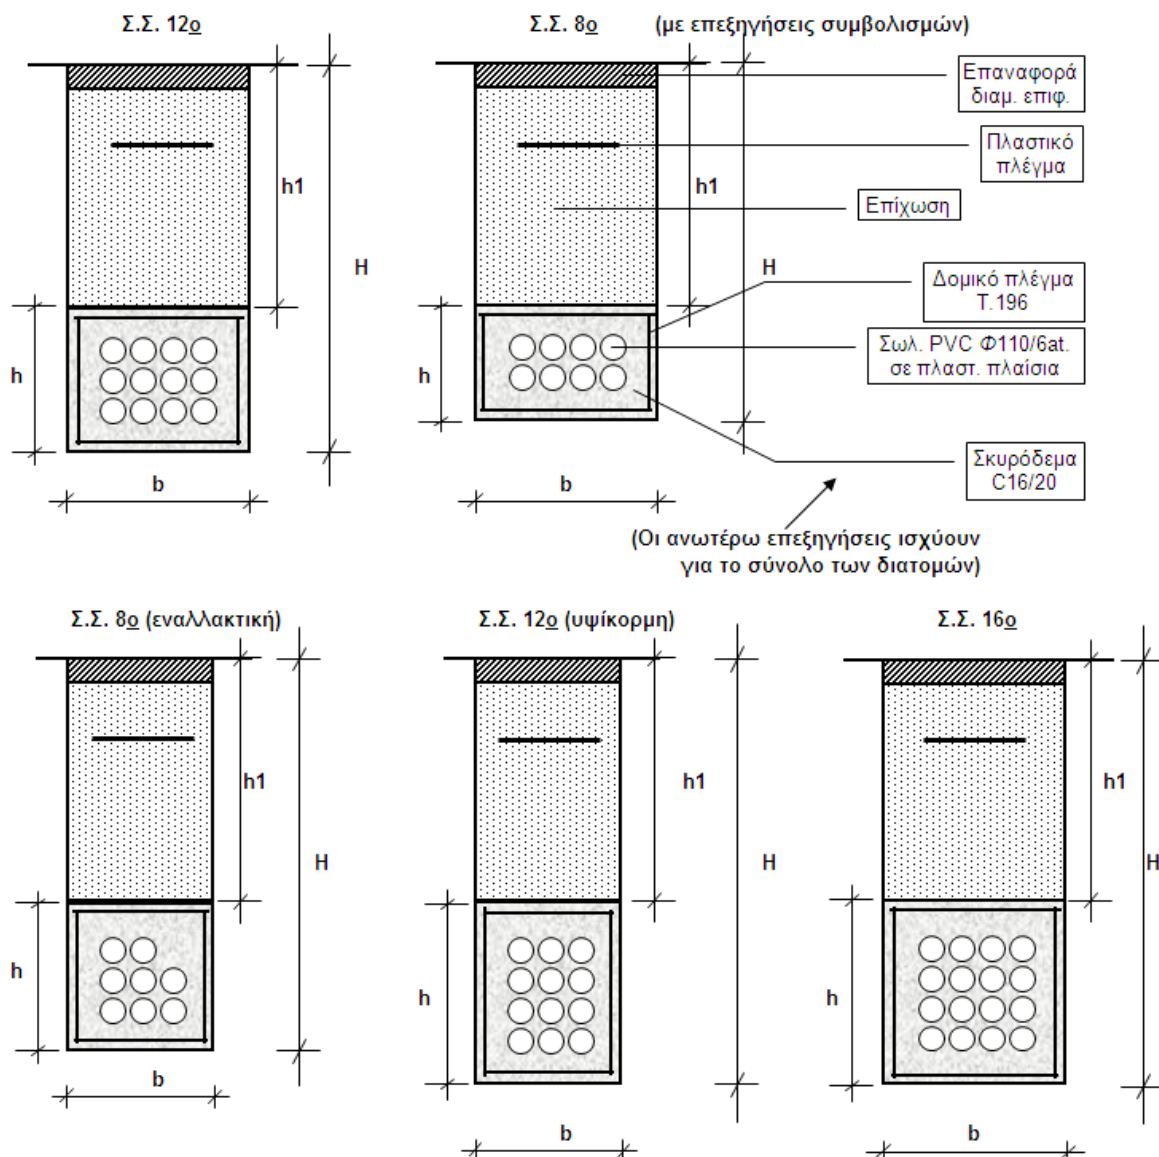 Σ.Σ. 12ο
Σ.Σ. 8ο (με επεξηγήσεις συμβολισμών)
Επαναφορά
διαμ. επιφ.
Πλαστικό
πλέγμα
h1
h1
Επίχωση
H
H
Δομικό πλέγμα
Τ.196
Σωλ. PVC Φ110/6at.
σε πλαστ. πλαίσια
h
h
Σκυρόδεμα
C16/20
b
b
(Οι ανωτέρω επεξηγήσεις ισχύουν
για το σύνολο των διατομών)
Σ.Σ. 8ο (εναλλακτική)
Σ.Σ. 12ο (υψίκορμη)
Σ.Σ. 16ο
h1
h1
h1
H
H
H
h
h
h
b
b
b